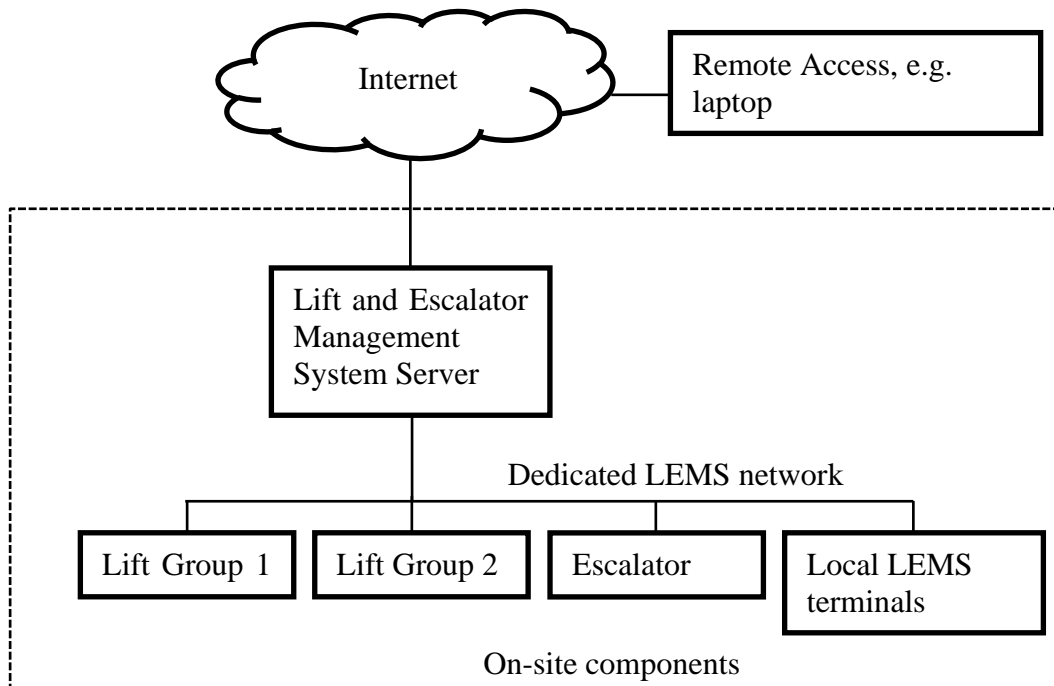 Internet
Remote Access, e.g.
laptop
Lift and Escalator
Management
System Server
Dedicated LEMS network
Lift Group 1
Lift Group 2
Escalator
Local LEMS
terminals
On-site components